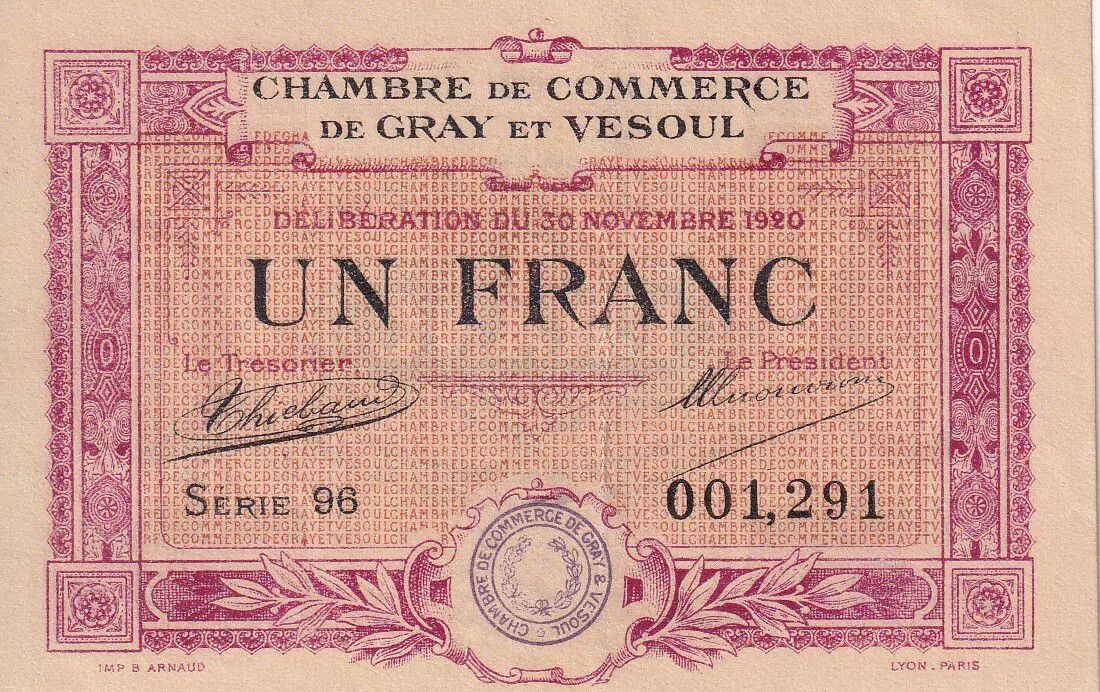 CHAMBRE DE COMMERCE
DE GRAY ET VESOUL
DÉLIBÉRATION DU 30 NOVEMBRE 1920
UN FRANC
Le Trésorier. Le Président
Thiébaud
SÉRIE 96 001,291
CHAMBRE DE COMMERCE DE GRAY & VESOUL
IMP B ARNAUD LYON - PARIS